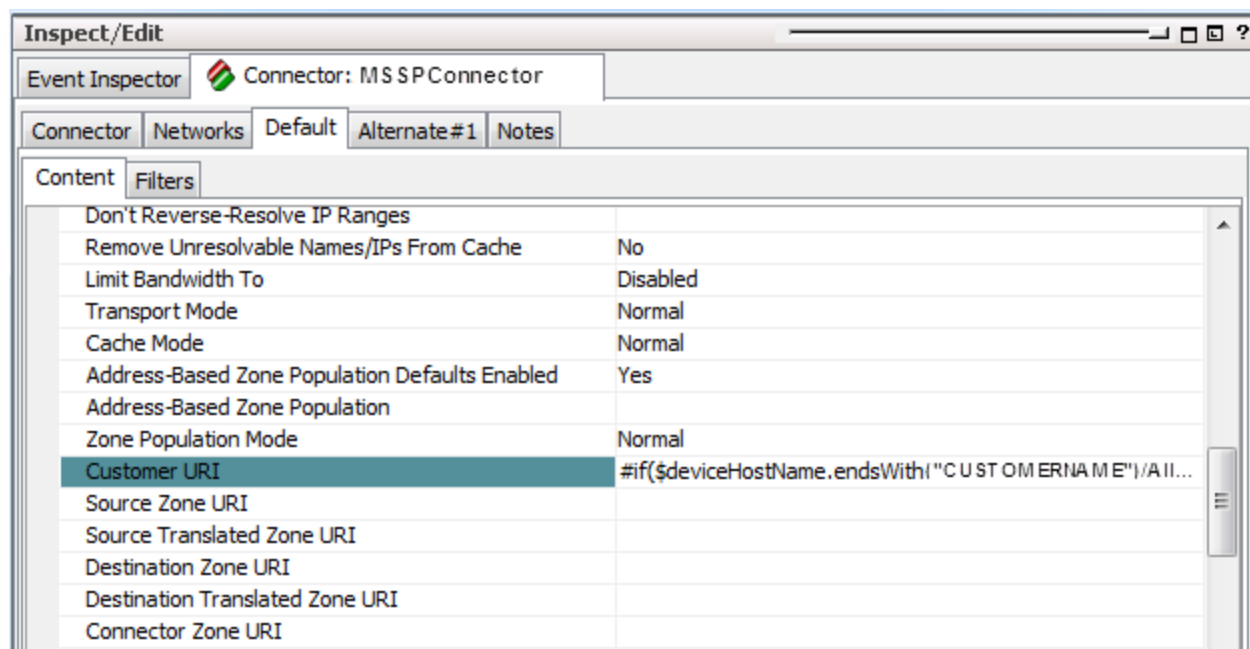 Inspect/Edit ?
Event Inspector Connector: MSSPConnector
Connector Networks Default Alternate#1 Notes
Content Filters
Don't Reverse-Resolve IP Ranges
Remove Unresolvable Names/IPs From Cache No
Limit Bandwidth To Disabled
Transport Mode Normal
Cache Mode Normal
Address-Based Zone Population Defaults Enabled Yes
Address-Based Zone Population
Zone Population Mode Normal
Customer URI #if($deviceHostName.endsWith("CUSTOMERNAME")/All...
Source Zone URI
Source Translated Zone URI
Destination Zone URI
Destination Translated Zone URI
Connector Zone URI